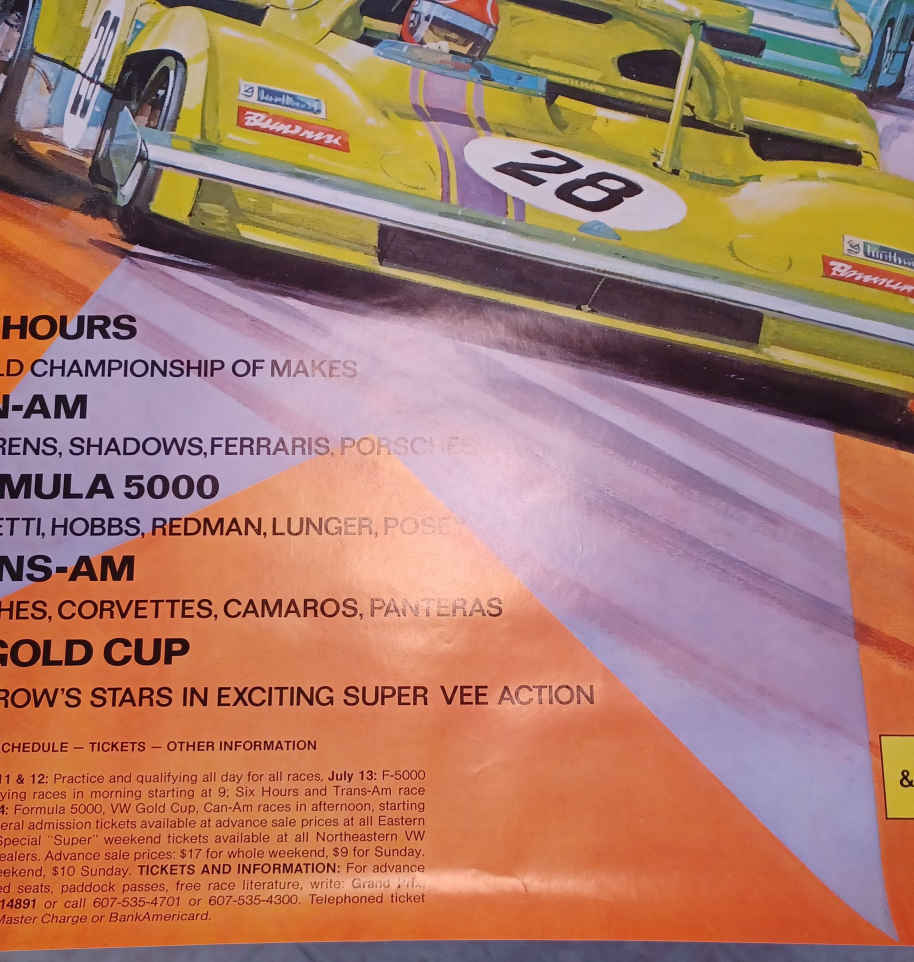 28
28
HOURS
LD CHAMPIONSHIP OF MAKES
N-AM
RENS, SHADOWS, FERRARIS, PORSCHES
MULA 5000
ETTI, HOBBS, REDMAN, LUNGER, POSEY
NS-AM
HES, CORVETTES, CAMAROS, PANTERAS
GOLD CUP
ROW'S STARS IN EXCITING SUPER VEE ACTION
CHEDULE — TICKETS — OTHER INFORMATION
11 & 12: Practice and qualifying all day for all races. July 13: F-5000
ying races in morning starting at 9; Six Hours and Trans-Am race
4: Formula 5000, VW Gold Cup, Can-Am races in afternoon, starting
eral admission tickets available at advance sale prices at all Eastern
Special "Super" weekend tickets available at all Northeastern VW
ealers. Advance sale prices: $17 for whole weekend, $9 for Sunday.
eekend, $10 Sunday. TICKETS AND INFORMATION: For advance
ed seats, paddock passes, free race literature, write: Grand Prix,
14891 or call 607-535-4701 or 607-535-4300. Telephoned ticket
Master Charge or BankAmericard.
&